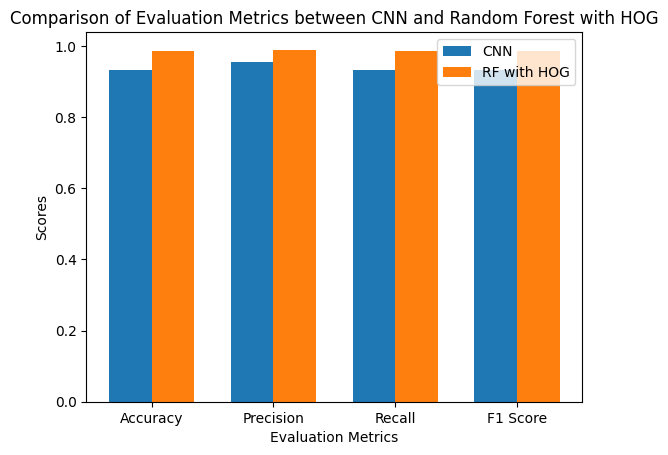 Comparison of Evaluation Metrics between CNN and Random Forest with HOG
CNN
RF with HOG
Scores
1.0
0.8
0.6
0.4
0.2
0.0
Accuracy Precision Recall F1 Score
Evaluation Metrics